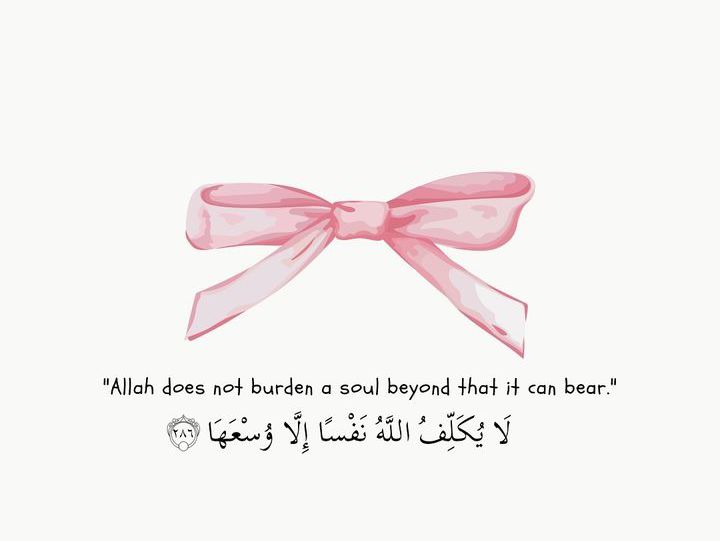 "Allah does not burden a soul beyond that it can bear."
لَا يُكَلِّفُ اللَّهُ نَفْسًا إِلَّا وُسْعَهَا ٢٨٦